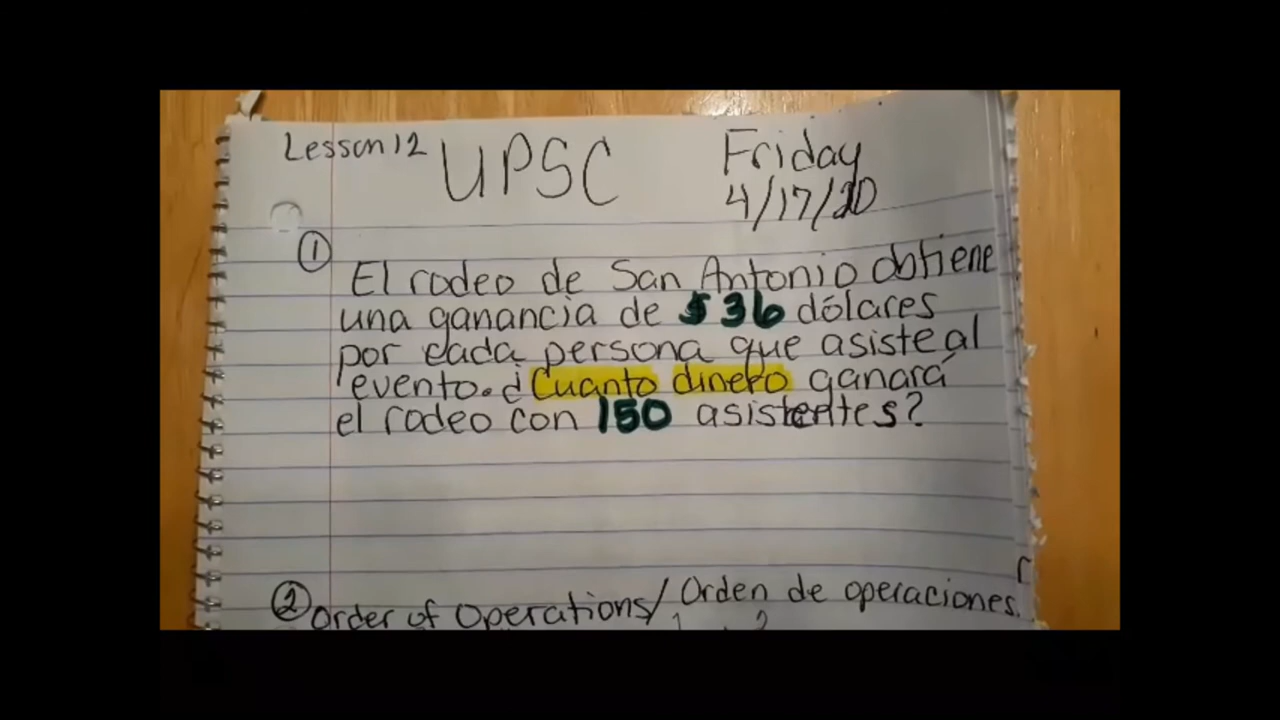 Lesson 12 UPSC Friday
4/17/20
① El rodeo de San Antonio obtiene
una ganancia de $36 dólares
por cada persona que asiste al
evento. ¿Cuanto dinero ganará
el rodeo con 150 asistentes?
② Order of Operations/Orden de operaciones.